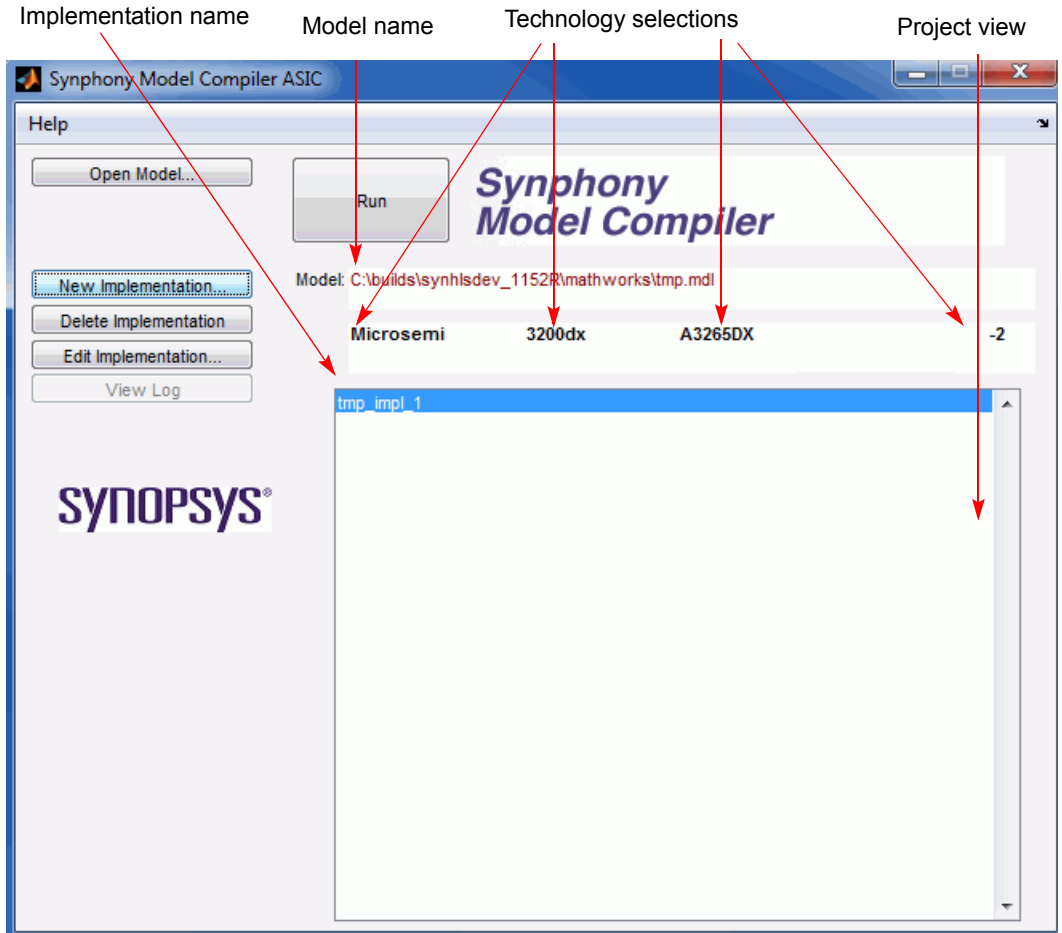 Implementation name
Model name
Technology selections
Project view
Synphony Model Compiler ASIC
Help
Open Model...
Run
Synphony
Model Compiler
New Implementation...
Model: C:\builds\synhlsdev_1152R\mathworks\tmp.mdl
Delete Implementation
Microsemi 3200dx A3265DX -2
Edit Implementation...
View Log
tmp_impl_1
SYNOPSYS®